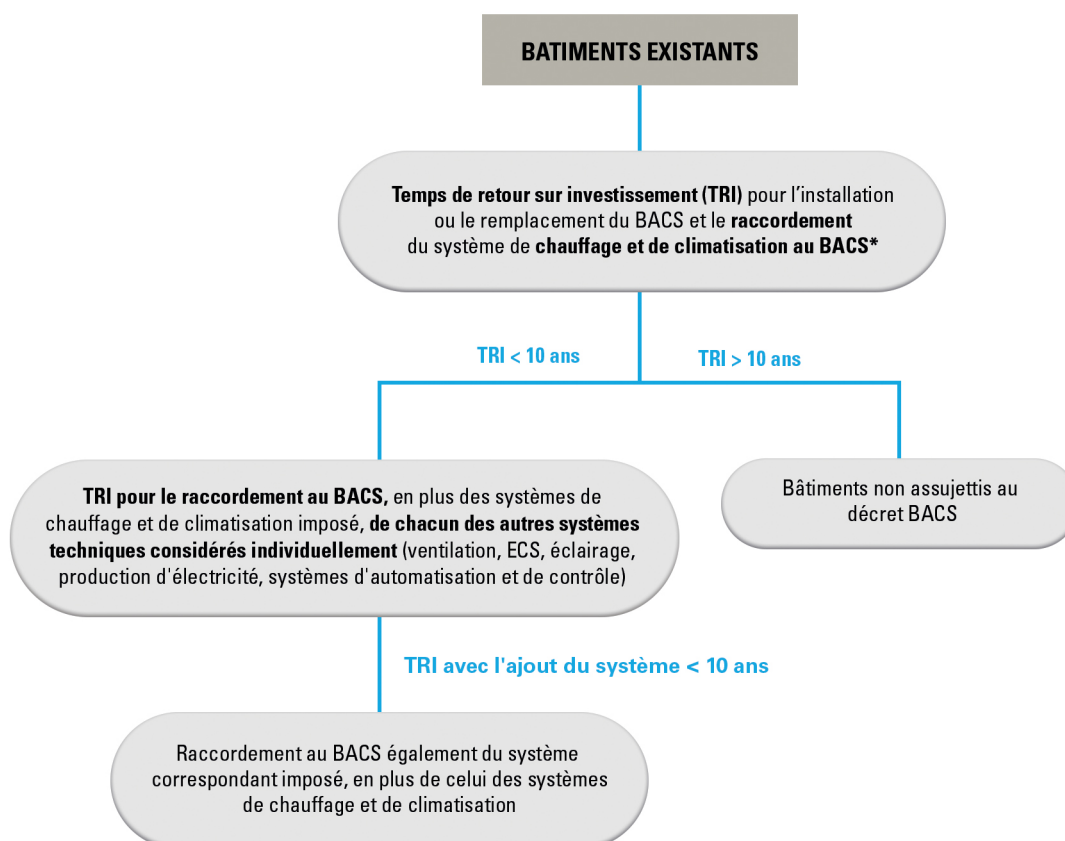 BATIMENTS EXISTANTS
Temps de retour sur investissement (TRI) pour l’installation
ou le remplacement du BACS et le raccordement
du système de chauffage et de climatisation au BACS*
TRI < 10 ans
TRI > 10 ans
TRI pour le raccordement au BACS, en plus des systèmes de
chauffage et de climatisation imposé, de chacun des autres systèmes
techniques considérés individuellement (ventilation, ECS, éclairage,
production d'électricité, systèmes d'automatisation et de contrôle)
Bâtiments non assujettis au
décret BACS
TRI avec l'ajout du système < 10 ans
Raccordement au BACS également du système
correspondant imposé, en plus de celui des systèmes
de chauffage et de climatisation